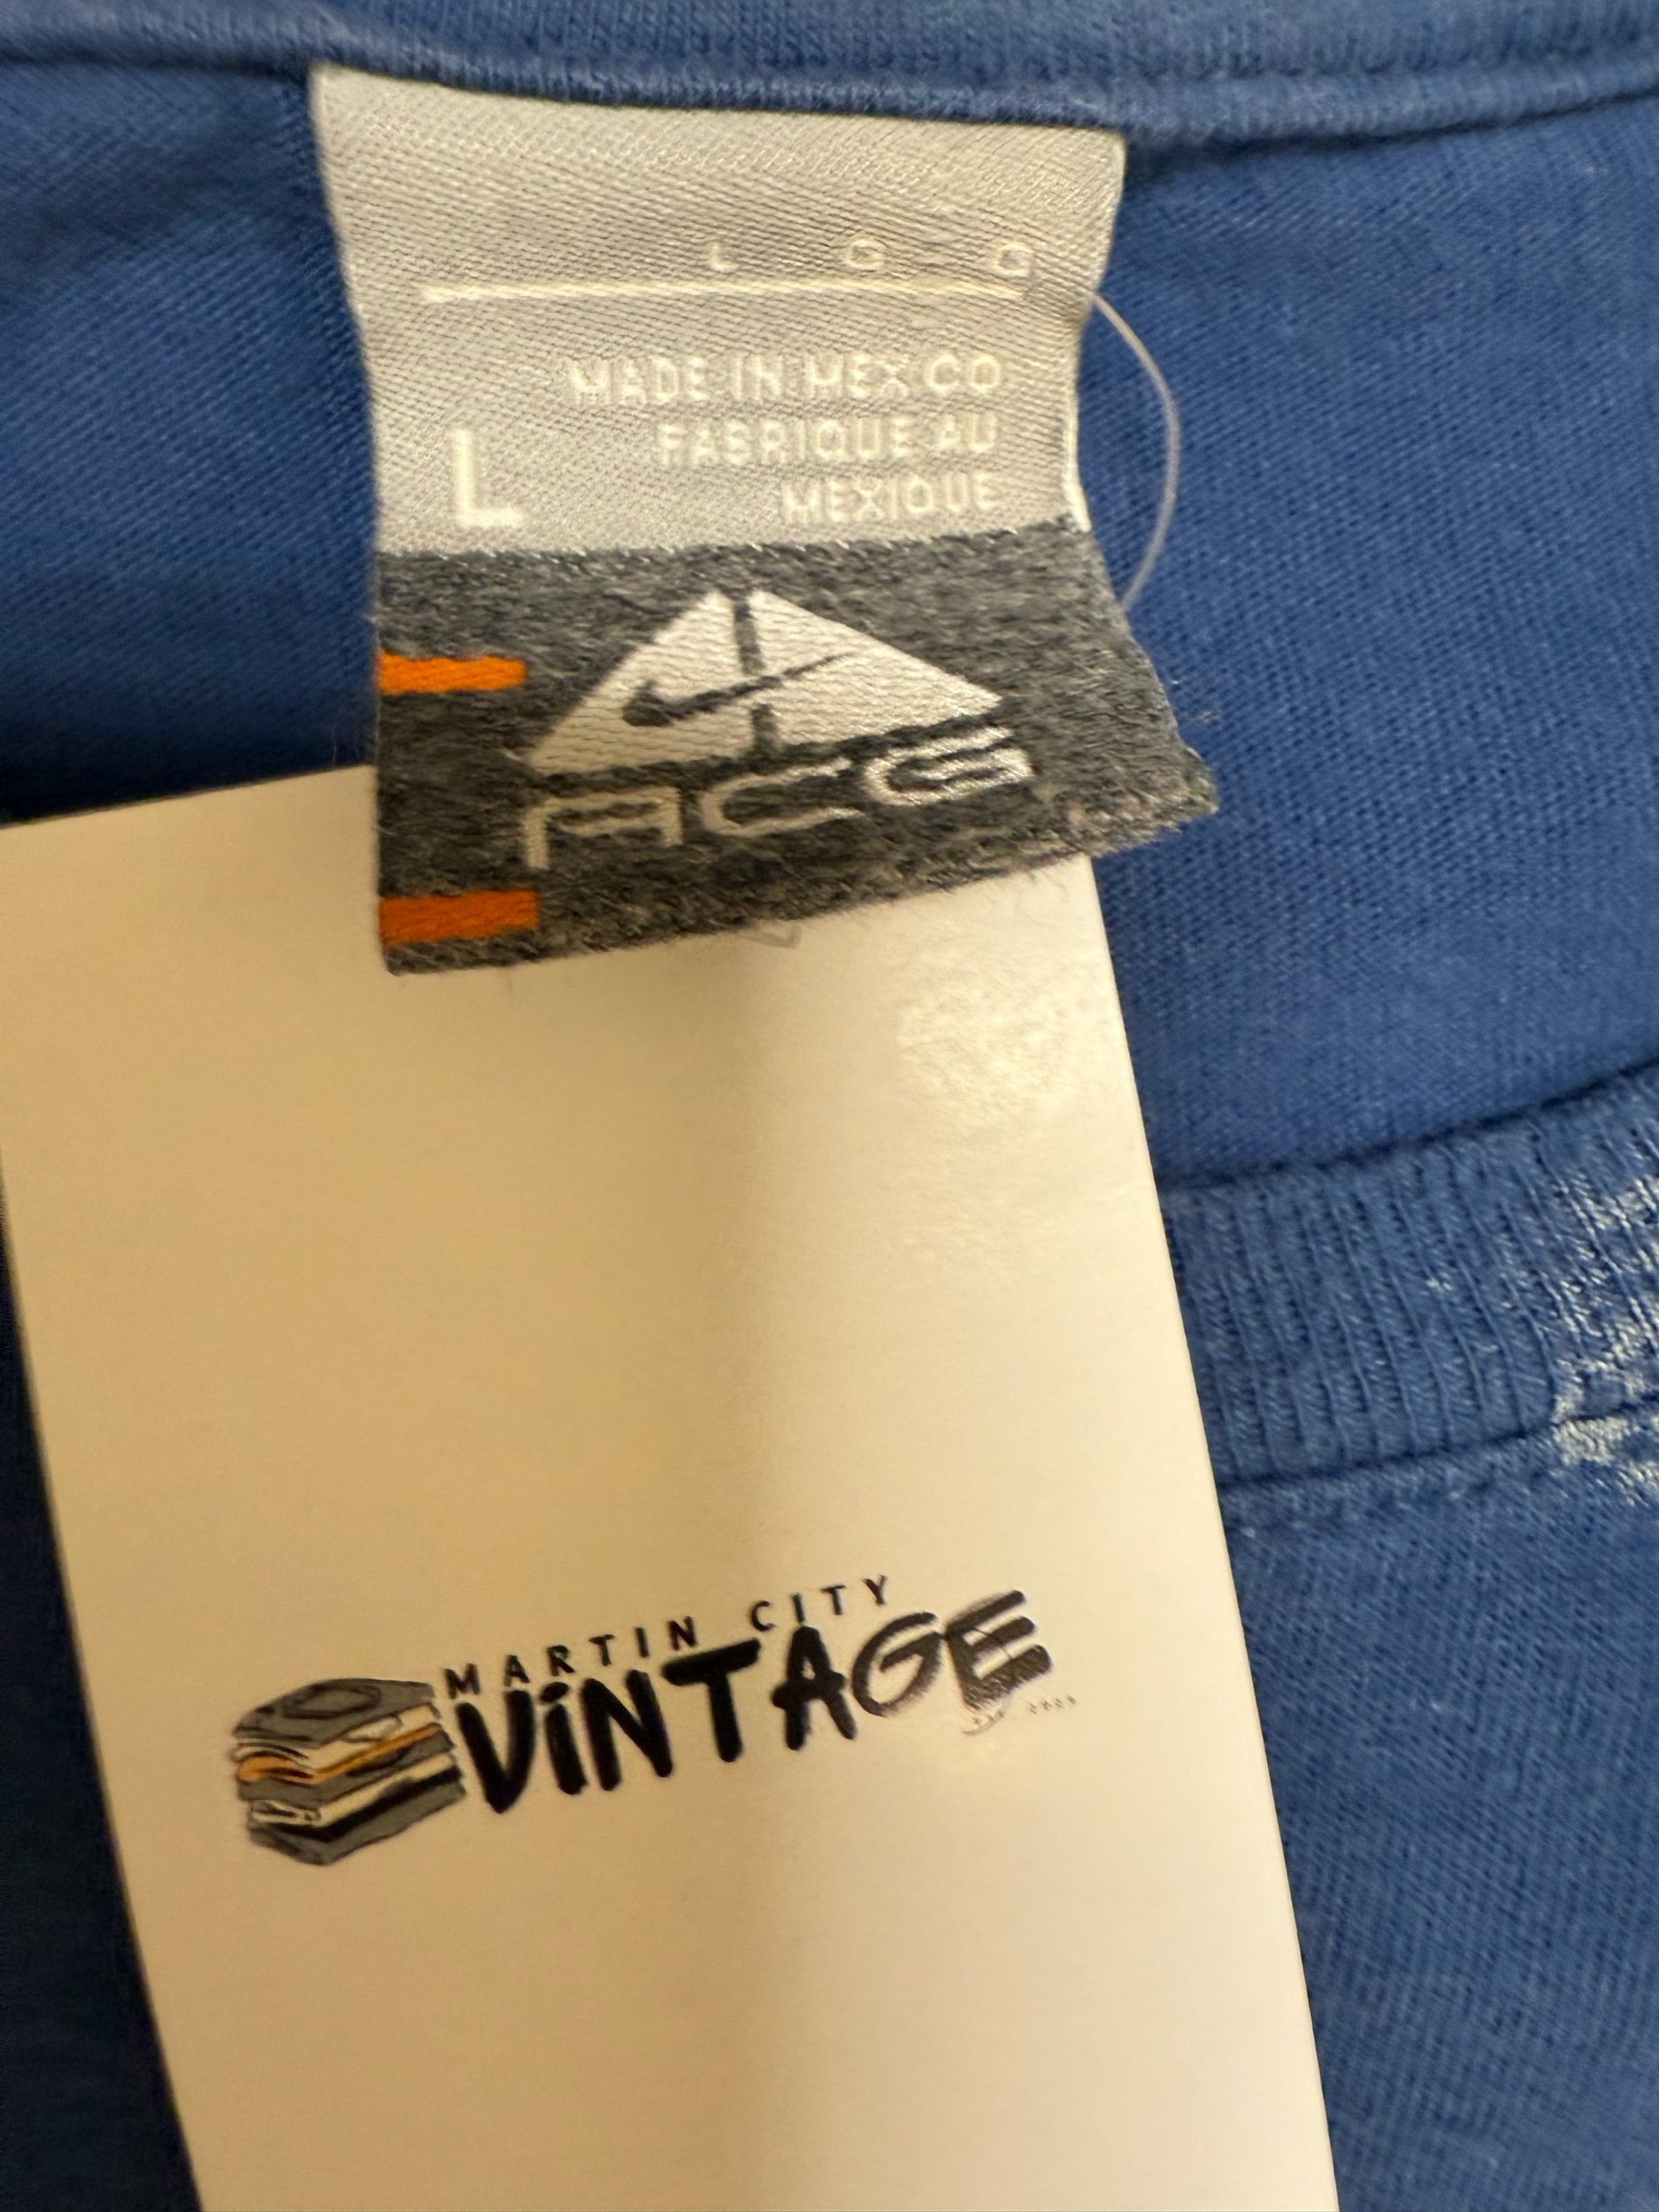 L G G
MADE IN MEXICO
L
FABRIQUE AU
MEXIQUE
ACG
MARTIN CITY
VINTAGE